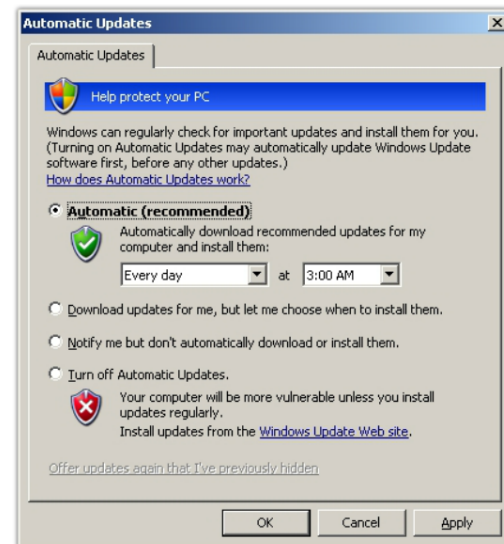 Automatic Updates
Automatic Updates
Help protect your PC
Windows can regularly check for important updates and install them for you.
(Turning on Automatic Updates may automatically update Windows Update
software first, before any other updates.)
How does Automatic Updates work?
Automatic (recommended)
Automatically download recommended updates for my
computer and install them:
Every day at 3:00 AM
Download updates for me, but let me choose when to install them.
Notify me but don't automatically download or install them.
Turn off Automatic Updates.
Your computer will be more vulnerable unless you install
updates regularly.
Install updates from the Windows Update Web site.
Offer updates again that I've previously hidden
OK Cancel Apply